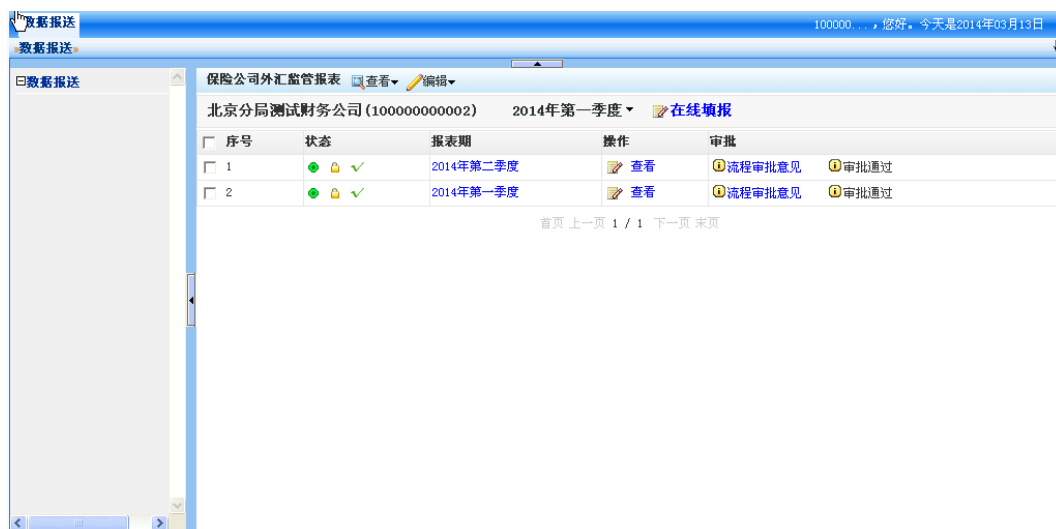 数据报送
100000...，您好。今天是2014年03月13日
»数据报送»
数据报送
保险公司外汇监管报表 查看 编辑
北京分局测试财务公司(100000000002) 2014年第一季度 在线填报
序号 状态 报表期 操作 审批
1 2014年第二季度 查看 流程审批意见 审批通过
2 2014年第一季度 查看 流程审批意见 审批通过
首页 上一页 1 / 1 下一页 末页